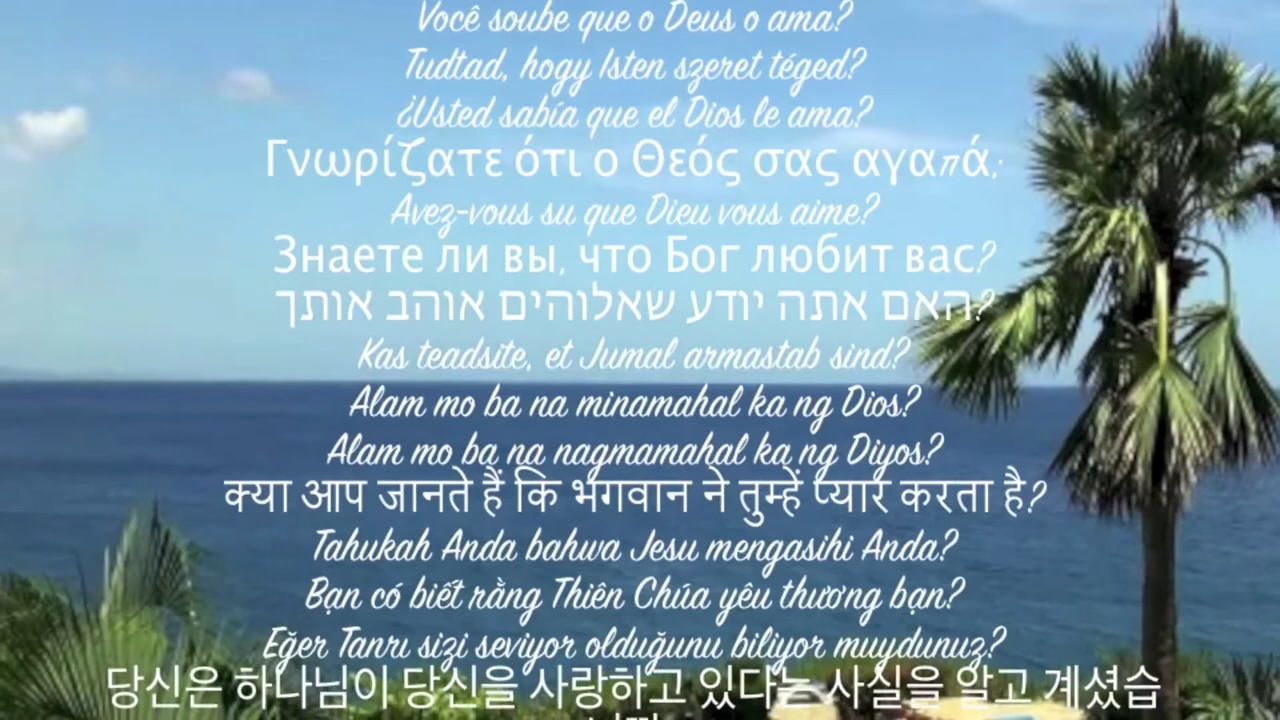 Você soube que o Deus o ama?
Tudtad, hogy Isten szeret téged?
¿Usted sabía que el Dios le ama?
Γνωρίζατε ότι ο Θεός σας αγαπά;
Avez-vous su que Dieu vous aime?
Знаете ли вы, что Бог любит вас?
האם אתה יודע שאלוהים אוהב אותך?
Kas teadsite, et Jumal armastab sind?
Alam mo ba na minamahal ka ng Dios?
Alam mo ba na nagmamahal ka ng Diyos?
क्या आप जानते हैं कि भगवान ने तुम्हें प्यार करता है?
Tahukah Anda bahwa Jesu mengasihi Anda?
Bạn có biết rằng Thiên Chúa yêu thương bạn?
Eğer Tanrı sizi seviyor olduğunu biliyor muydunuz?
당신은 하나님이 당신을 사랑하고 있다는 사실을 알고 계셨습